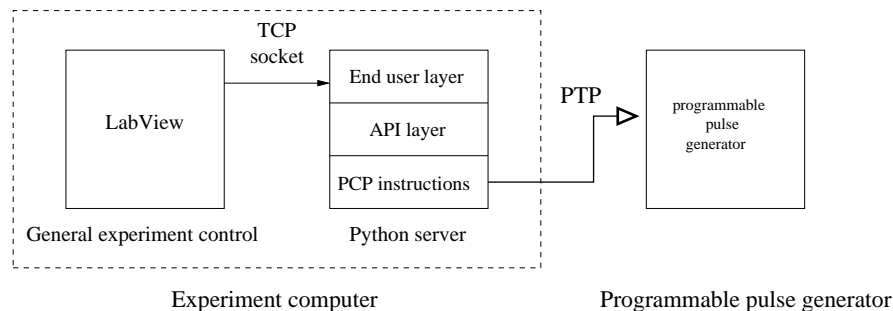 TCP
socket
LabView
End user layer
API layer
PCP instructions
PTP
programmable
pulse
generator
General experiment control
Python server
Experiment computer
Programmable pulse generator